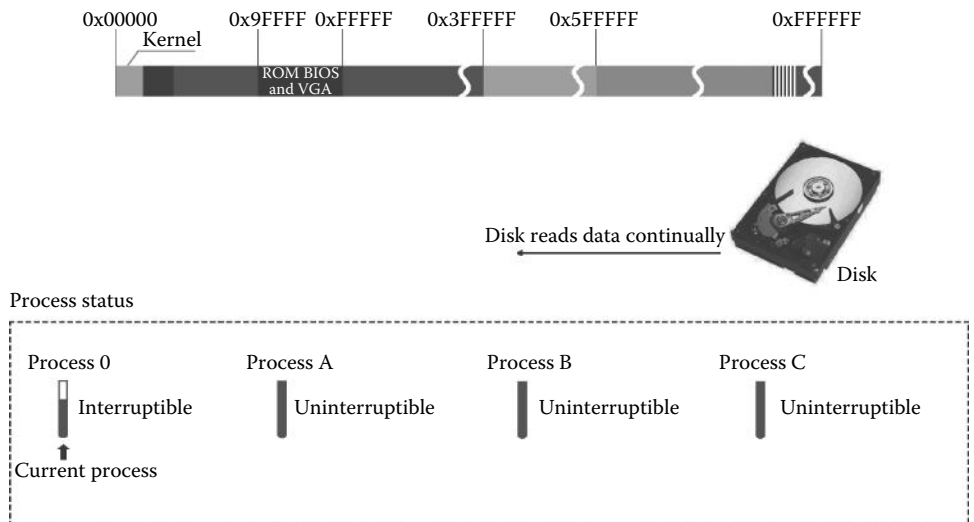 0x00000 0x9FFFF 0xFFFFF 0x3FFFFF 0x5FFFFF 0xFFFFFF
Kernel
ROM BIOS
and VGA
Disk reads data continually
Disk
Process status
Process 0 Process A Process B Process C
Interruptible Uninterruptible Uninterruptible Uninterruptible
Current process